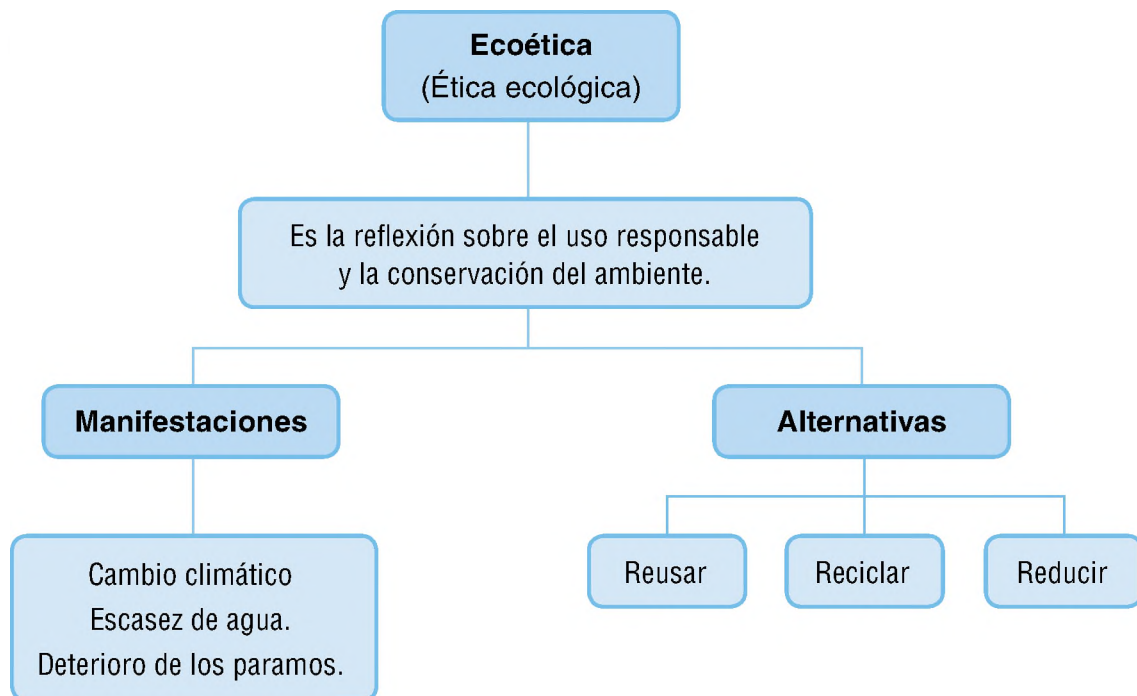 Ecoética
(Ética ecológica)
Es la reflexión sobre el uso responsable
y la conservación del ambiente.
Manifestaciones
Alternativas
Cambio climático
Escasez de agua.
Deterioro de los paramos.
Reusar
Reciclar
Reducir